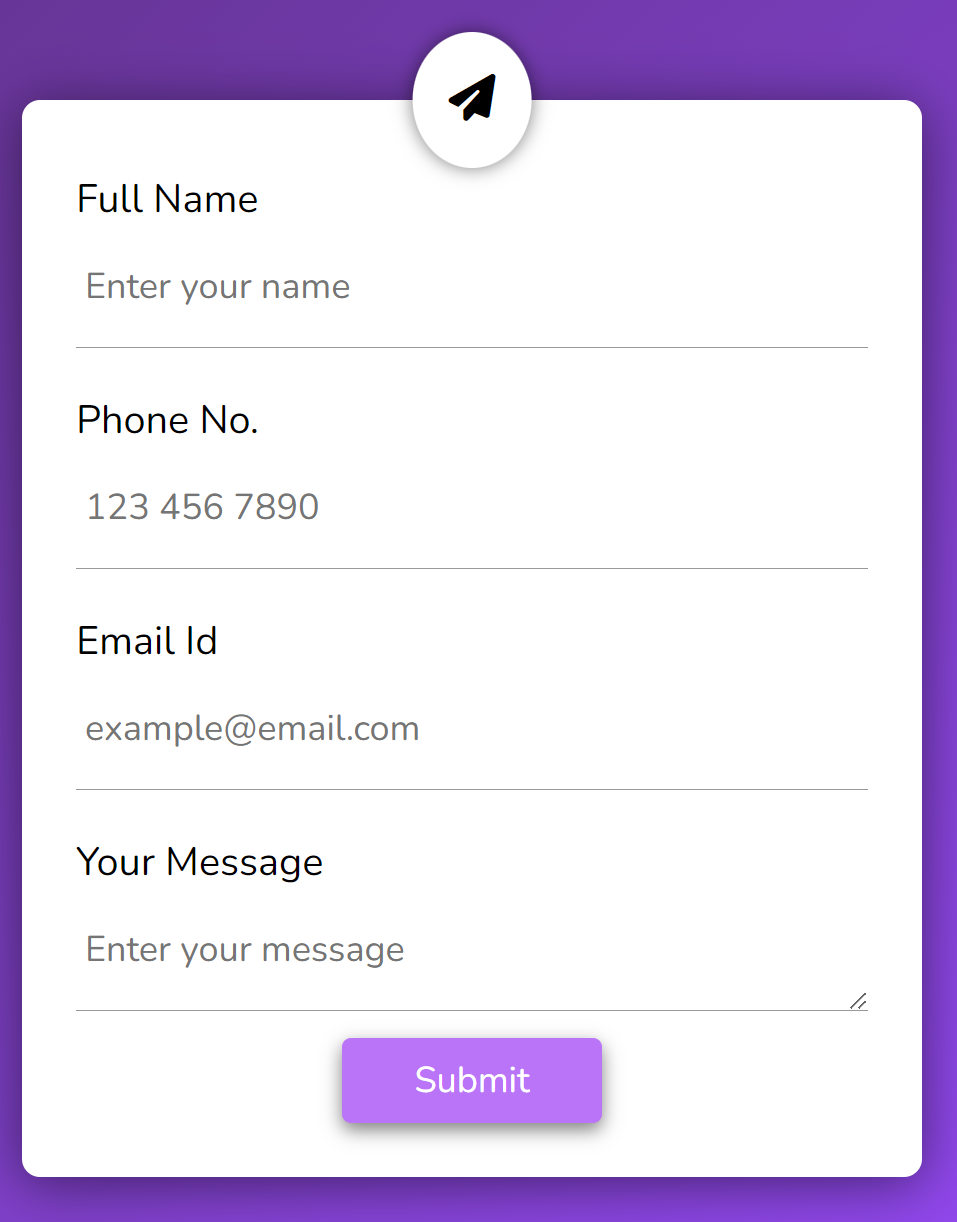 Full Name
Enter your name
Phone No.
123 456 7890
Email Id
example@email.com
Your Message
Enter your message
Submit